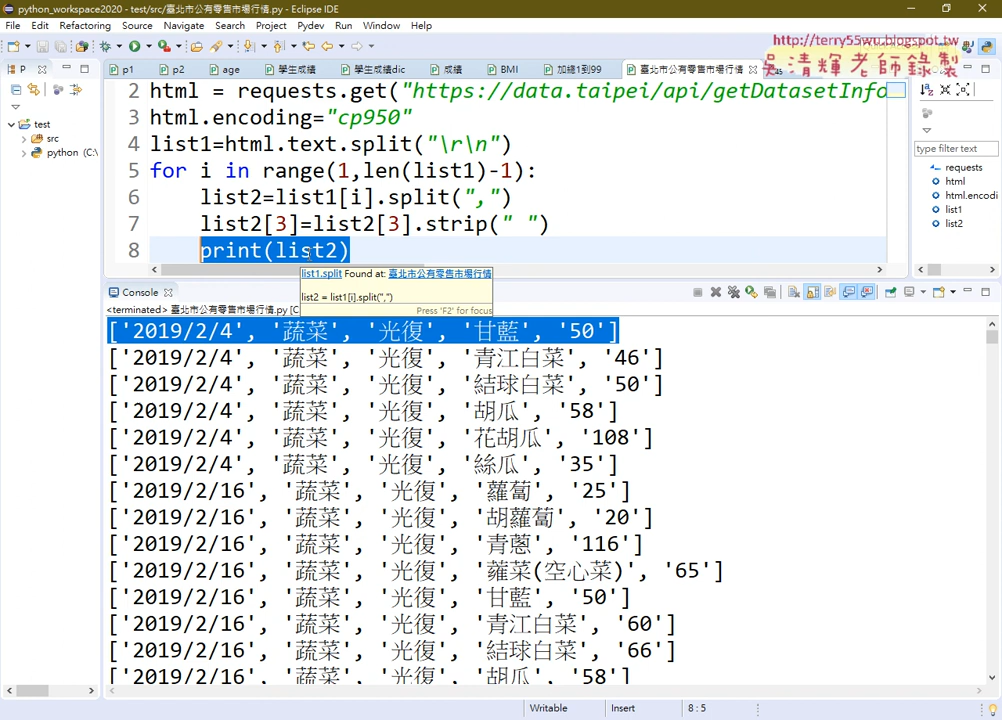 python_workspace2020 - test/src/臺北市公有零售市場行情.py - Eclipse IDE
File Edit Refactoring Source Navigate Search Project Pydev Run Window Help
http://terry55wu.blogspot.tw
吳清輝老師錄製
P
p1 p2 age 學生成績 學生成績dic 成績 BMI 加總1到99 臺北市公有零售市場行情
test
src
python (C:\
2 html = requests.get("https://data.taipei/api/getDatasetInfo
3 html.encoding="cp950"
4 list1=html.text.split("\r\n")
5 for i in range(1,len(list1)-1):
6 list2=list1[i].split(",")
7 list2[3]=list2[3].strip(" ")
8 print(list2)
list1.split Found at: 臺北市公有零售市場行情
list2 = list1[i].split(",")
Press 'F2' for focus
type filter text
requests
html
html.encodi
list1
list2
Console
<terminated> 臺北市公有零售市場行情.py [C
['2019/2/4', '蔬菜', '光復', '甘藍', '50']
['2019/2/4', '蔬菜', '光復', '青江白菜', '46']
['2019/2/4', '蔬菜', '光復', '結球白菜', '50']
['2019/2/4', '蔬菜', '光復', '胡瓜', '58']
['2019/2/4', '蔬菜', '光復', '花胡瓜', '108']
['2019/2/4', '蔬菜', '光復', '絲瓜', '35']
['2019/2/16', '蔬菜', '光復', '蘿蔔', '25']
['2019/2/16', '蔬菜', '光復', '胡蘿蔔', '20']
['2019/2/16', '蔬菜', '光復', '青蔥', '116']
['2019/2/16', '蔬菜', '光復', '蕹菜(空心菜)', '65']
['2019/2/16', '蔬菜', '光復', '甘藍', '50']
['2019/2/16', '蔬菜', '光復', '青江白菜', '60']
['2019/2/16', '蔬菜', '光復', '結球白菜', '66']
['2019/2/16', '蔬菜', '光復', '胡瓜', '58']
Writable Insert 8:5